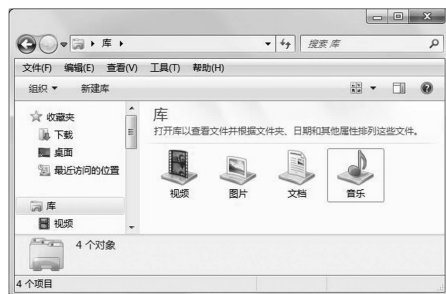 库
搜索 库
文件(F) 编辑(E) 查看(V) 工具(T) 帮助(H)
组织 新建库
收藏夹
下载
桌面
最近访问的位置
库
视频
库
打开库以查看文件并根据文件夹、日期和其他属性排列这些文件。
视频 图片 文档 音乐
4 个对象
4 个项目